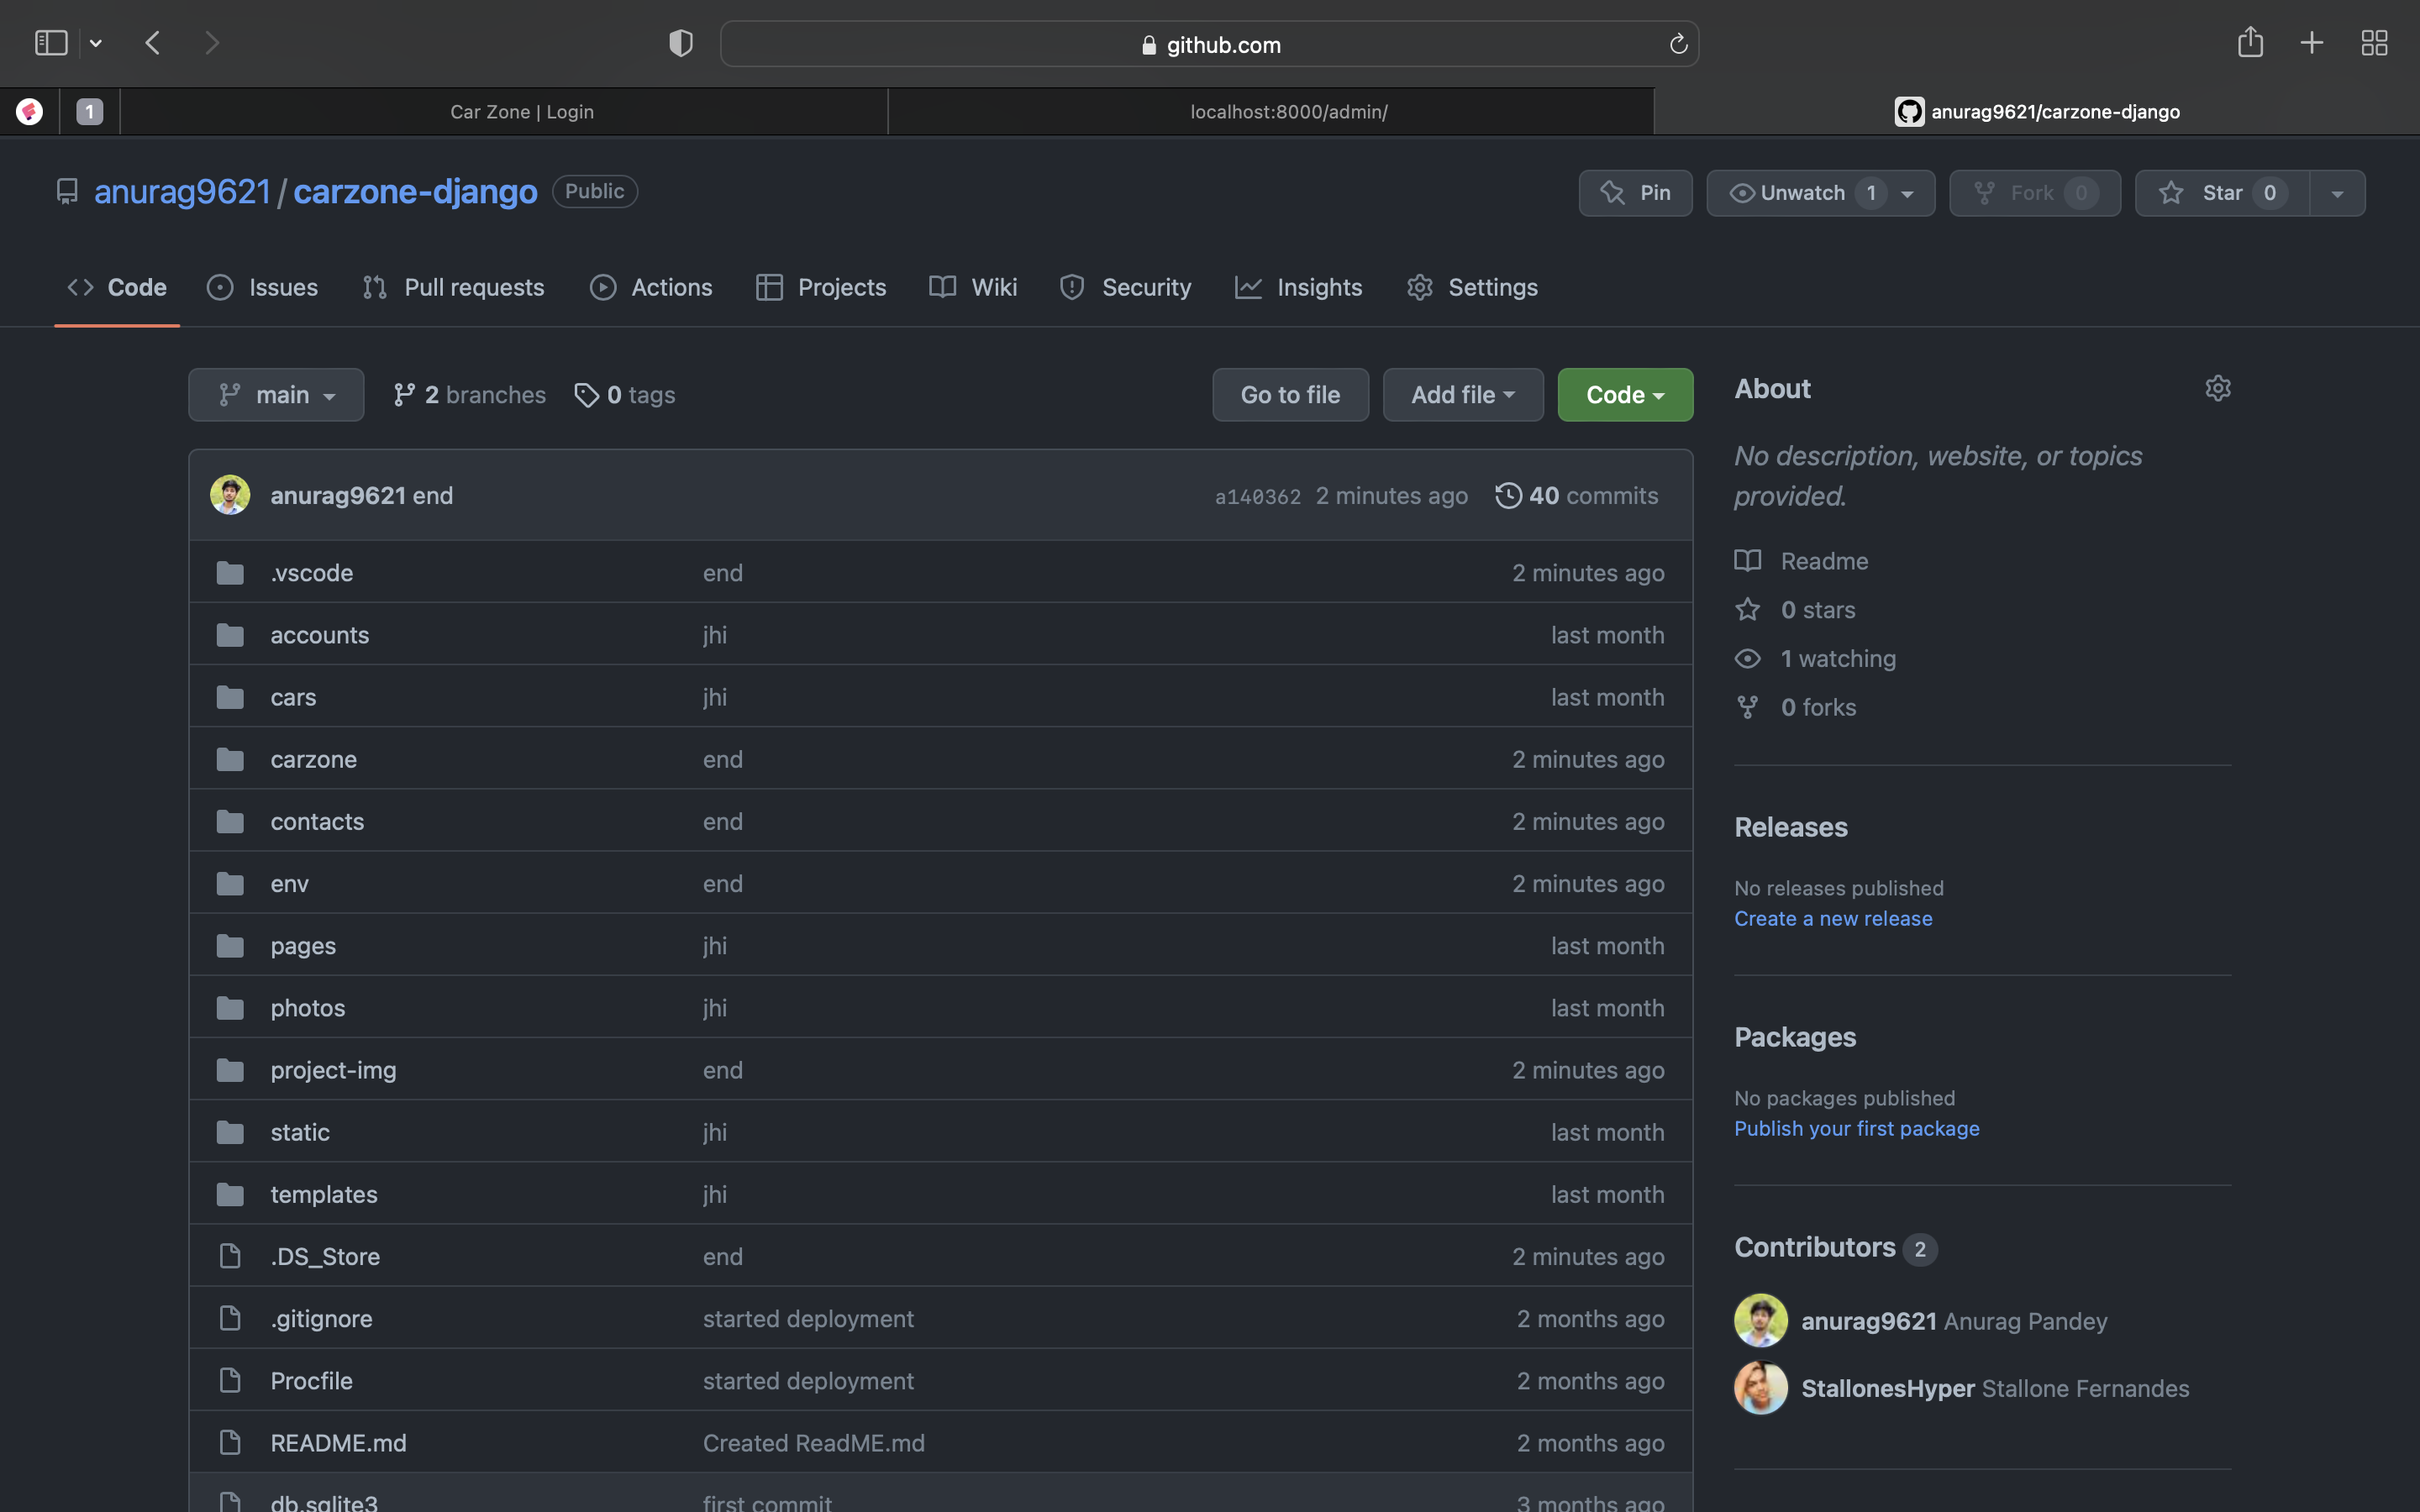 github.com
1
Car Zone | Login
localhost:8000/admin/
anurag9621/carzone-django
anurag9621 / carzone-django Public
Pin
Unwatch 1
Fork 0
Star 0
Code
Issues
Pull requests
Actions
Projects
Wiki
Security
Insights
Settings
main
2 branches
0 tags
Go to file
Add file
Code
anurag9621 end a140362 2 minutes ago 40 commits
.vscode end 2 minutes ago
accounts jhi last month
cars jhi last month
carzone end 2 minutes ago
contacts end 2 minutes ago
env end 2 minutes ago
pages jhi last month
photos jhi last month
project-img end 2 minutes ago
static jhi last month
templates jhi last month
.DS_Store end 2 minutes ago
.gitignore started deployment 2 months ago
Procfile started deployment 2 months ago
README.md Created ReadME.md 2 months ago
db.sqlite3 first commit 3 months ago
About
No description, website, or topics
provided.
Readme
0 stars
1 watching
0 forks
Releases
No releases published
Create a new release
Packages
No packages published
Publish your first package
Contributors 2
anurag9621 Anurag Pandey
StallonesHyper Stallone Fernandes